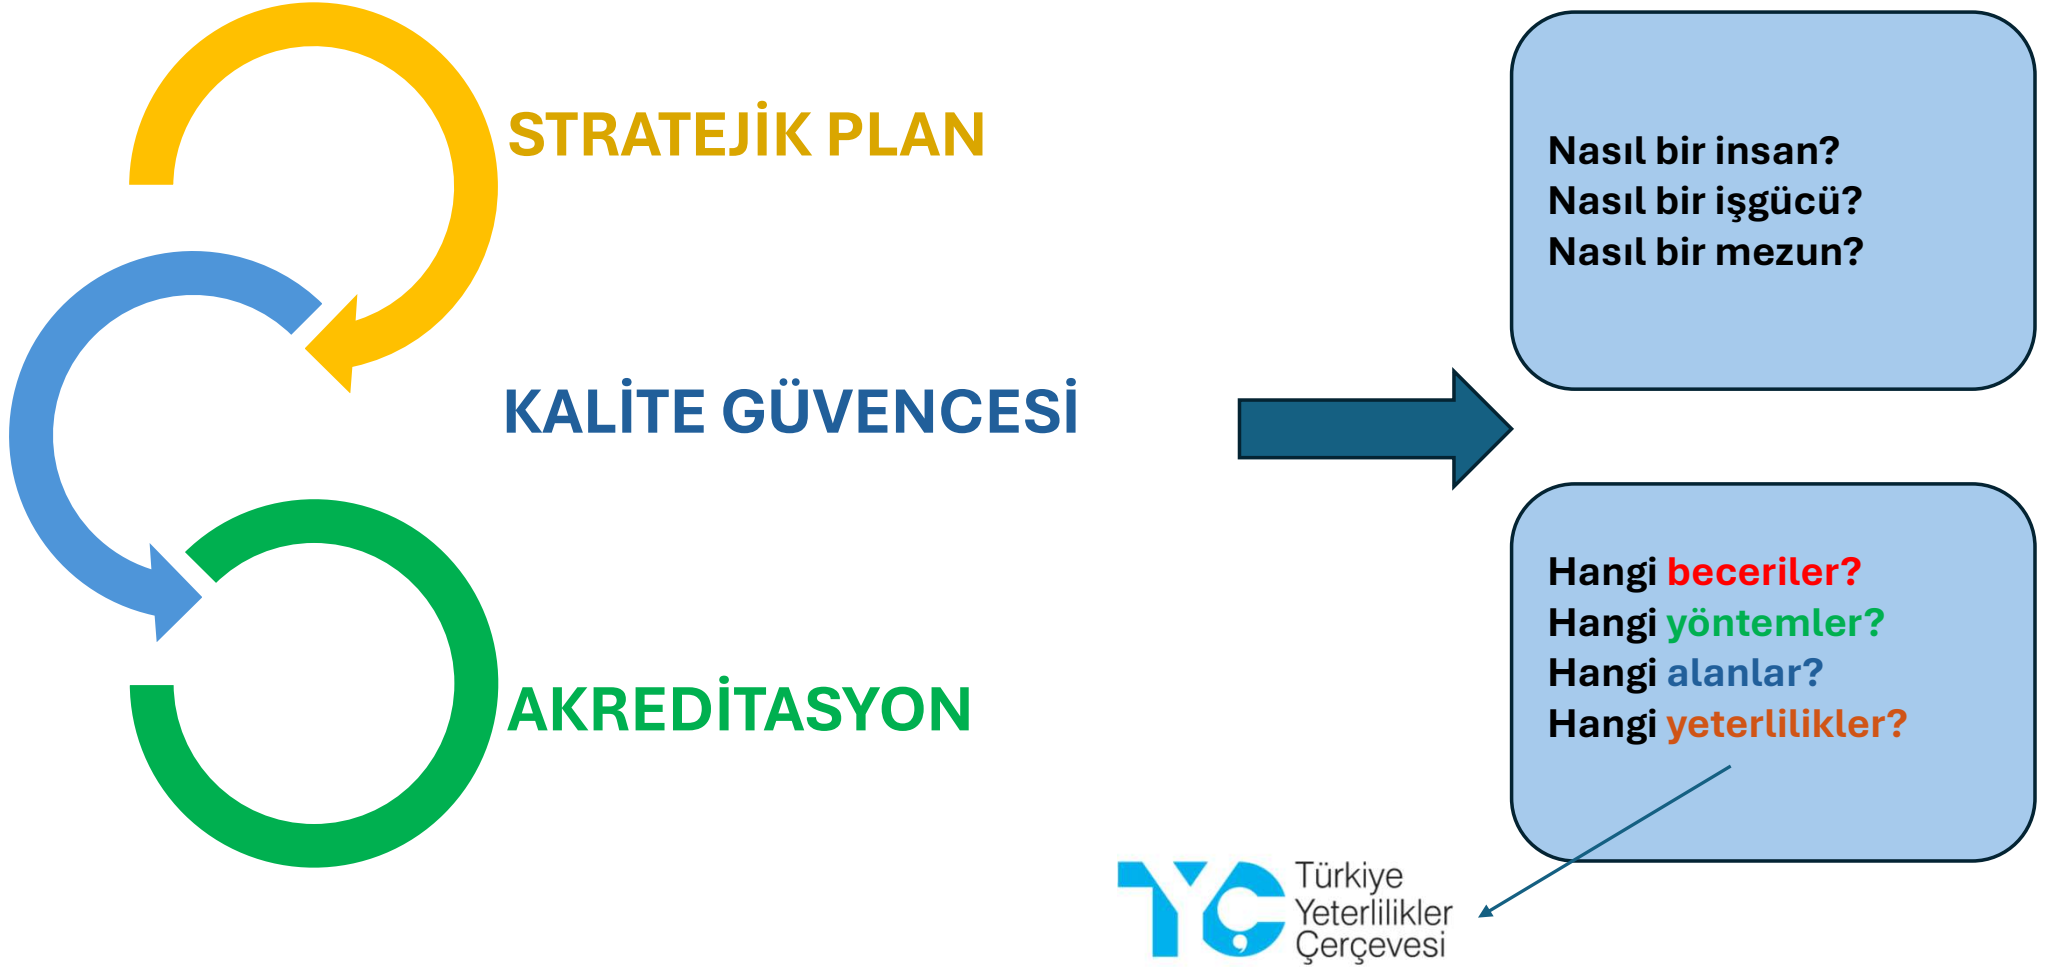 STRATEJİK PLAN
KALİTE GÜVENCESİ
AKREDİTASYON
Nasıl bir insan?
Nasıl bir işgücü?
Nasıl bir mezun?
Hangi beceriler?
Hangi yöntemler?
Hangi alanlar?
Hangi yeterlilikler?
TYÇ
Türkiye
Yeterlilikler
Çerçevesi